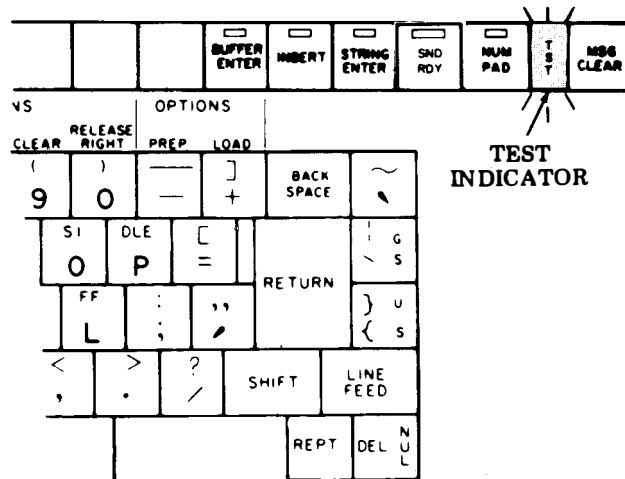 BUFFER ENTER
INSERT
STRING ENTER
SND RDY
NUM PAD
TST
MSG CLEAR
NS
OPTIONS
CLEAR
RELEASE RIGHT
PREP
LOAD
TEST INDICATOR
( 9
) 0
— —
] +
BACK SPACE
~ `
SI O
DLE P
[ =
RETURN
¦ \ G S
FF L
: ;
,, ,
} { U S
< ,
> .
? /
SHIFT
LINE FEED
REPT
DEL NUL